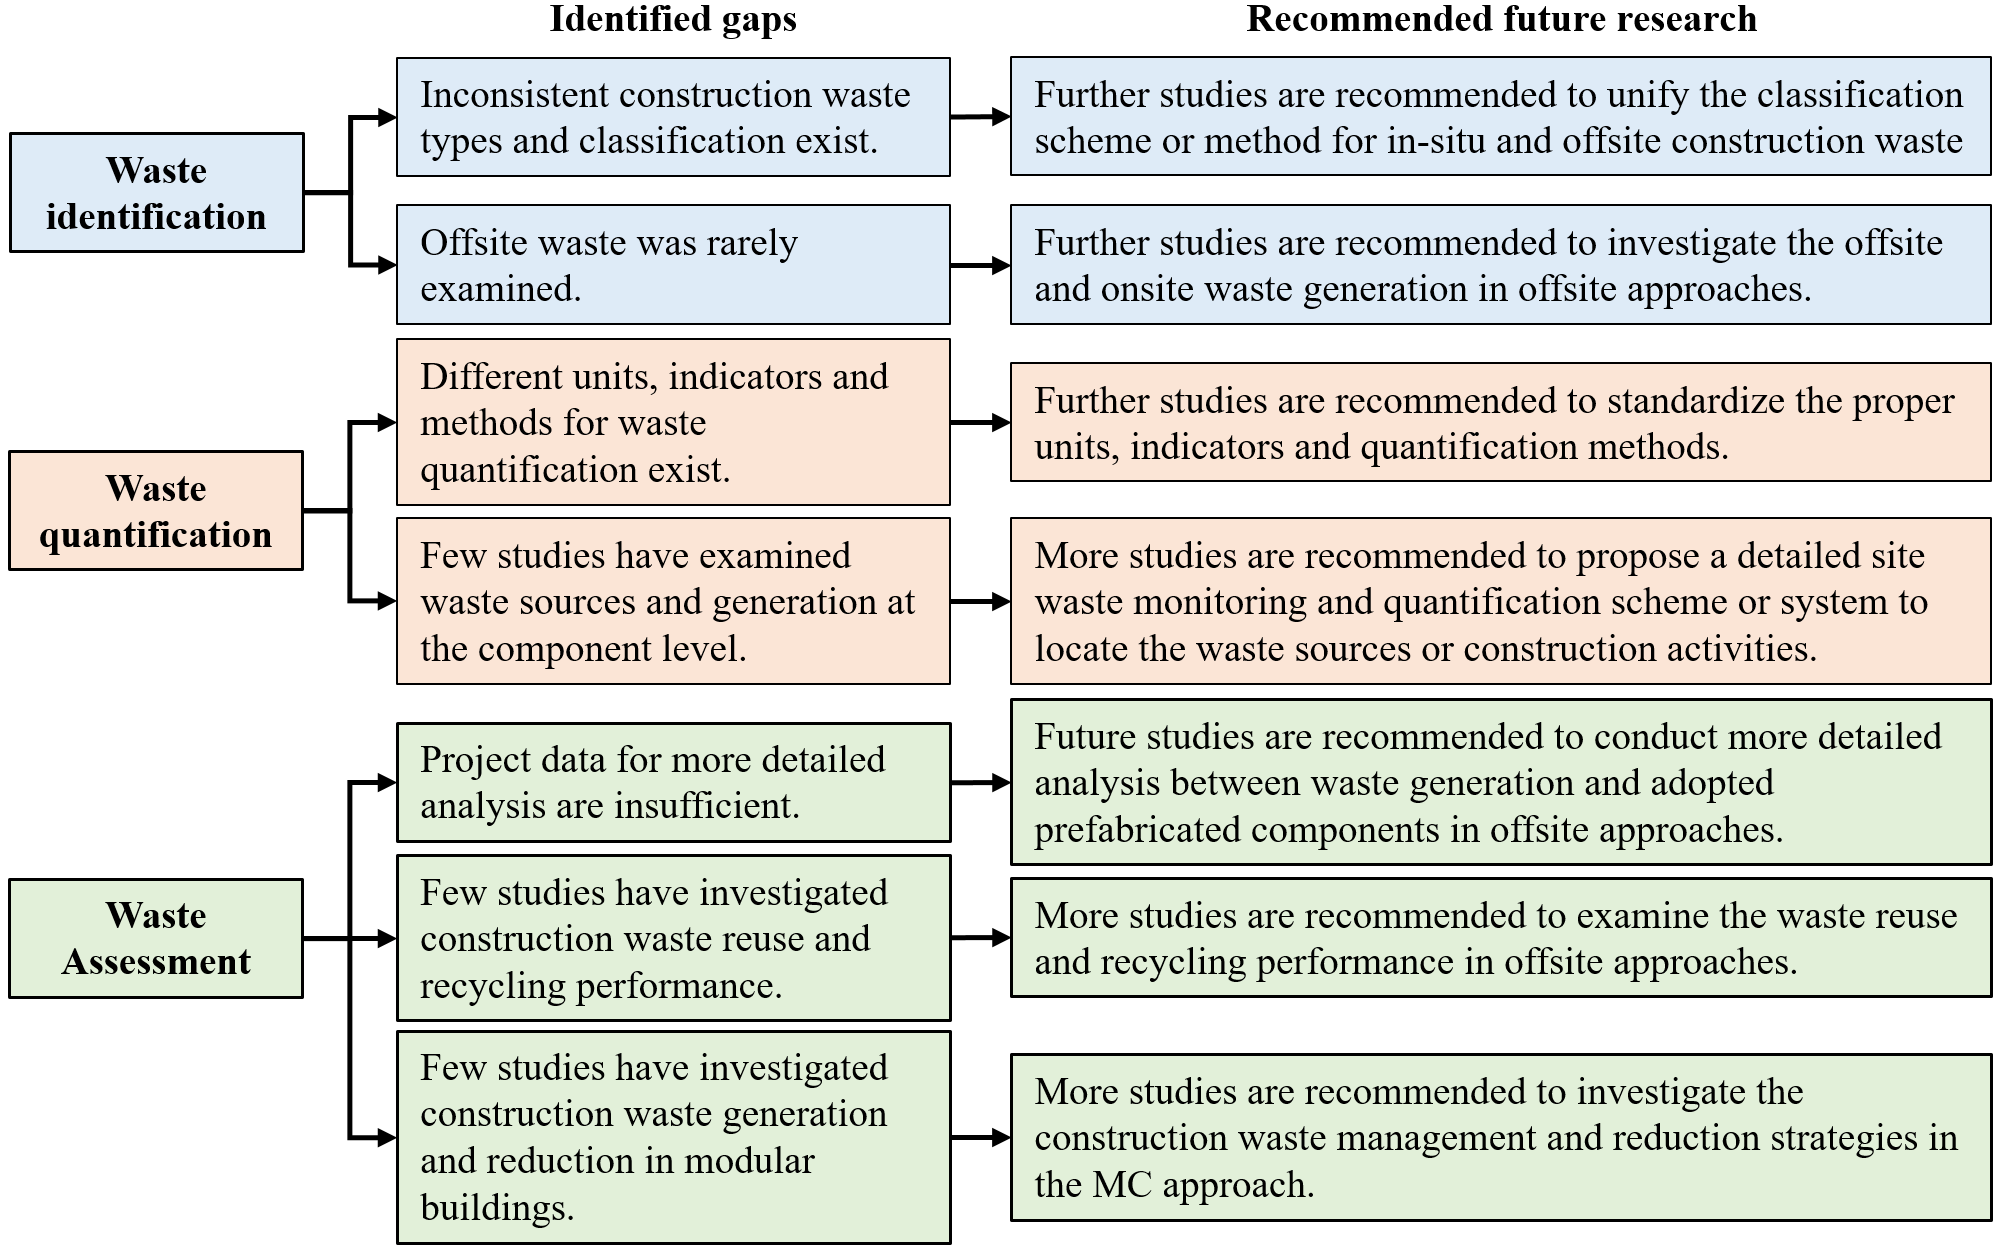 Identified gaps
Recommended future research
Waste
identification
Inconsistent construction waste
types and classification exist.
Further studies are recommended to unify the classification
scheme or method for in-situ and offsite construction waste
Offsite waste was rarely
examined.
Further studies are recommended to investigate the offsite
and onsite waste generation in offsite approaches.
Waste
quantification
Different units, indicators and
methods for waste
quantification exist.
Further studies are recommended to standardize the proper
units, indicators and quantification methods.
Few studies have examined
waste sources and generation at
the component level.
More studies are recommended to propose a detailed site
waste monitoring and quantification scheme or system to
locate the waste sources or construction activities.
Waste
Assessment
Project data for more detailed
analysis are insufficient.
Future studies are recommended to conduct more detailed
analysis between waste generation and adopted
prefabricated components in offsite approaches.
Few studies have investigated
construction waste reuse and
recycling performance.
More studies are recommended to examine the waste reuse
and recycling performance in offsite approaches.
Few studies have investigated
construction waste generation
and reduction in modular
buildings.
More studies are recommended to investigate the
construction waste management and reduction strategies in
the MC approach.